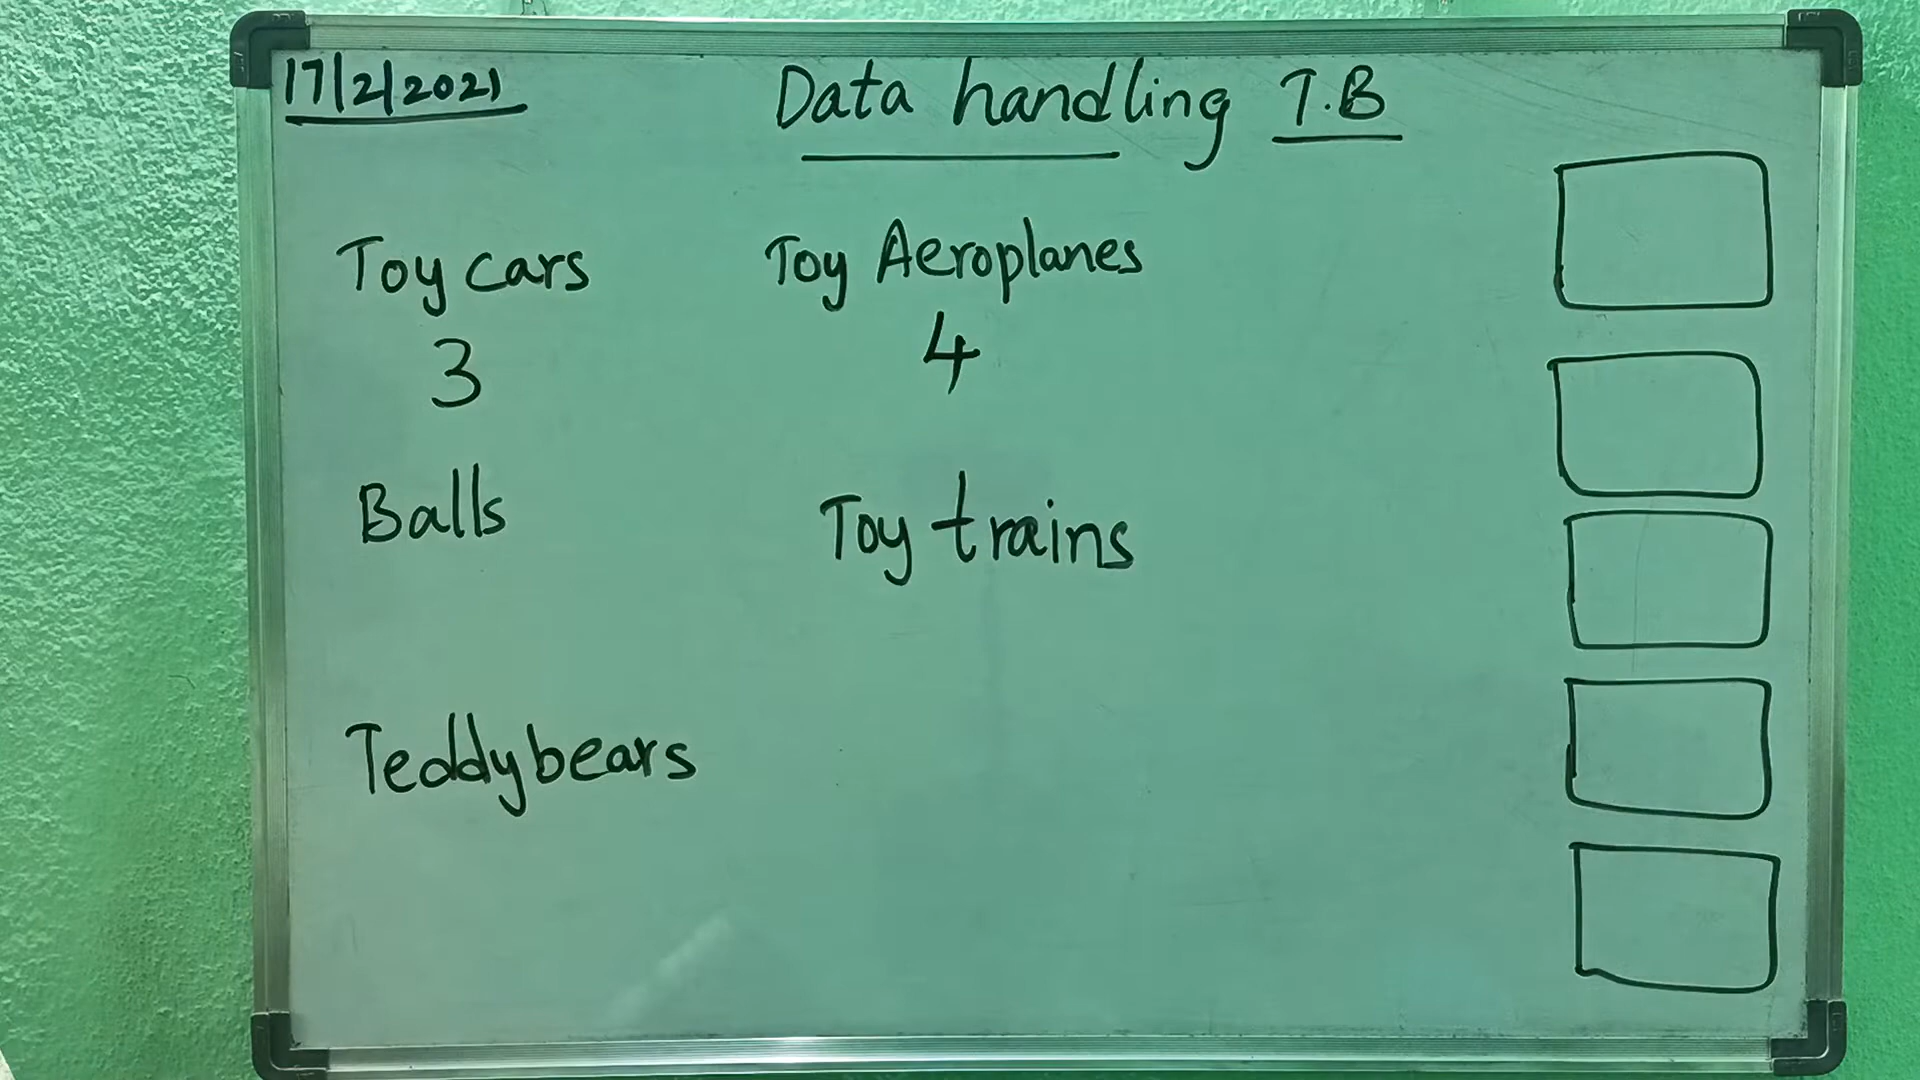 17/2/2021
Data handling T.B
Toy cars
Toy Aeroplanes
3
4
Balls
Toy trains
Teddybears